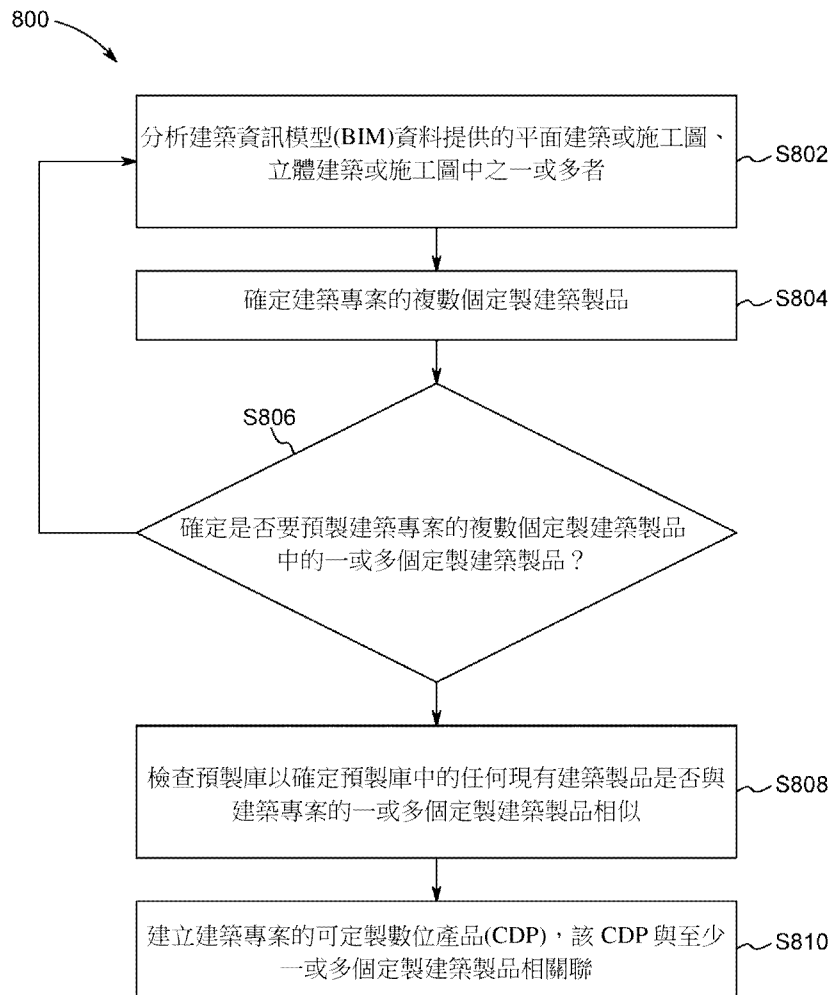 800
分析建築資訊模型(BIM)資料提供的平面建築或施工圖、
立體建築或施工圖中之一或多者
S802
確定建築專案的複數個定製建築製品
S804
S806
確定是否要預製建築專案的複數個定製建築製品
中的一或多個定製建築製品？
檢查預製庫以確定預製庫中的任何現有建築製品是否與
建築專案的一或多個定製建築製品相似
S808
建立建築專案的可定製數位產品(CDP)，該 CDP 與至少
一或多個定製建築製品相關聯
S810